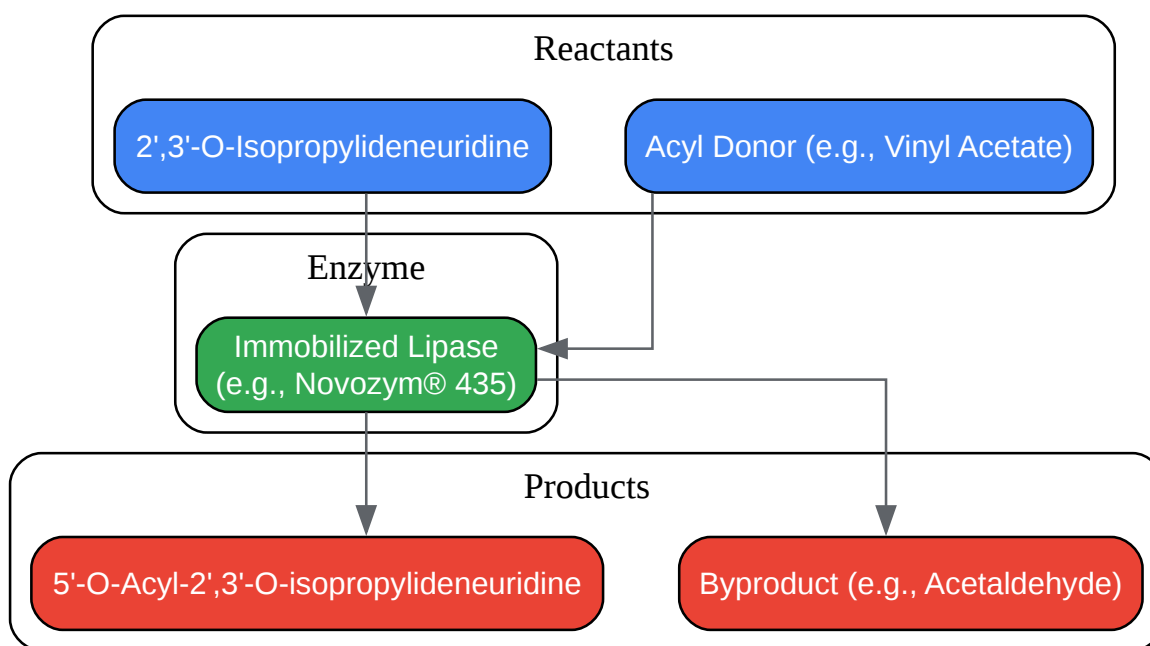 Reactants
2',3'-O-Isopropylideneuridine
Acyl Donor (e.g., Vinyl Acetate)
Enzyme
Immobilized Lipase
(e.g., Novozym® 435)
Products
5'-O-Acyl-2',3'-O-isopropylideneuridine
Byproduct (e.g., Acetaldehyde)